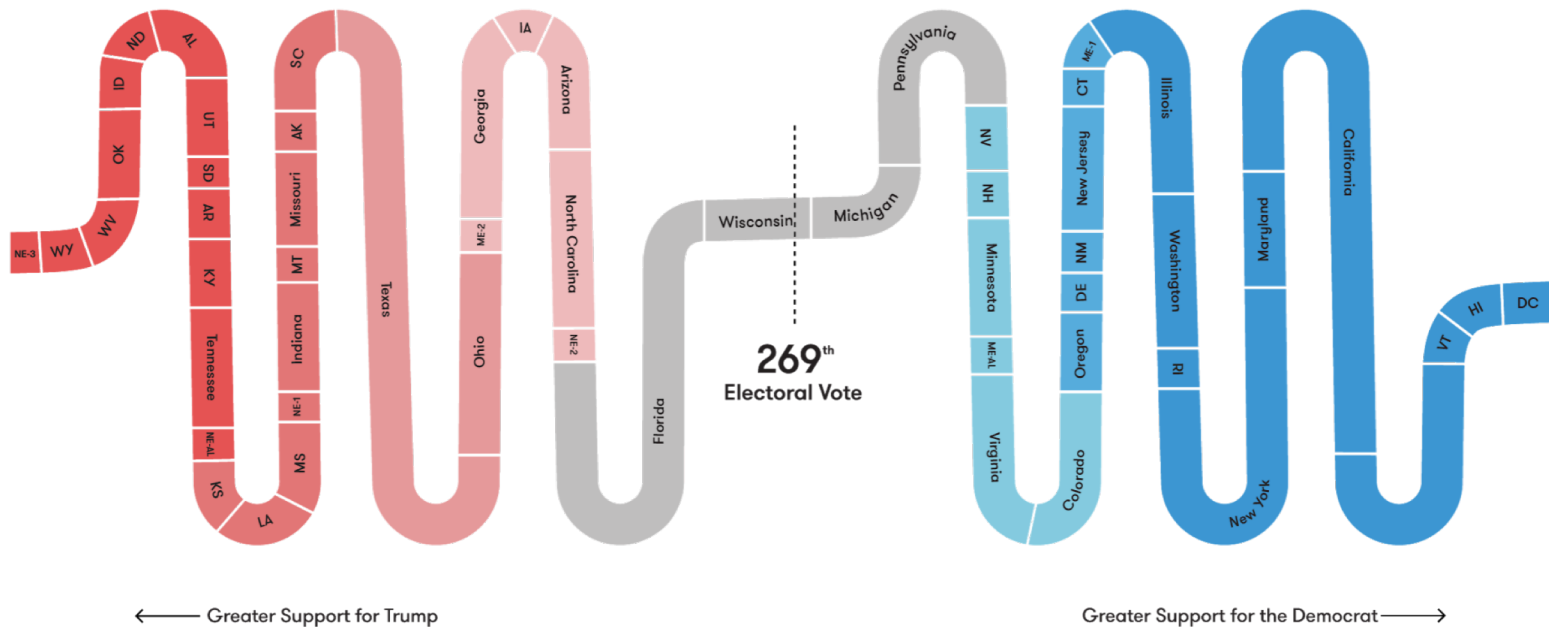 NE-3
WY
WV
OK
ID
ND
AL
UT
SD
AR
KY
Tennessee
NE-AL
KS
LA
MS
NE-1
Indiana
MT
Missouri
AK
SC
Texas
Ohio
ME-2
Georgia
IA
Arizona
North Carolina
NE-2
Florida
Wisconsin
Michigan
Pennsylvania
NV
NH
Minnesota
ME-AL
Virginia
Colorado
Oregon
DE
NM
New Jersey
CT
ME-1
Illinois
Washington
RI
New York
Maryland
California
VT
HI
DC
269th
Electoral Vote
Greater Support for Trump
Greater Support for the Democrat